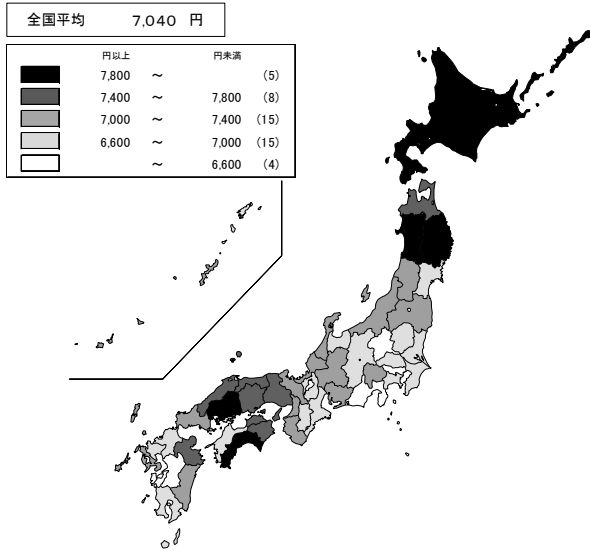 全国平均 7,040 円
円以上 円未満
7,800 ～ (5)
7,400 ～ 7,800 (8)
7,000 ～ 7,400 (15)
6,600 ～ 7,000 (15)
～ 6,600 (4)